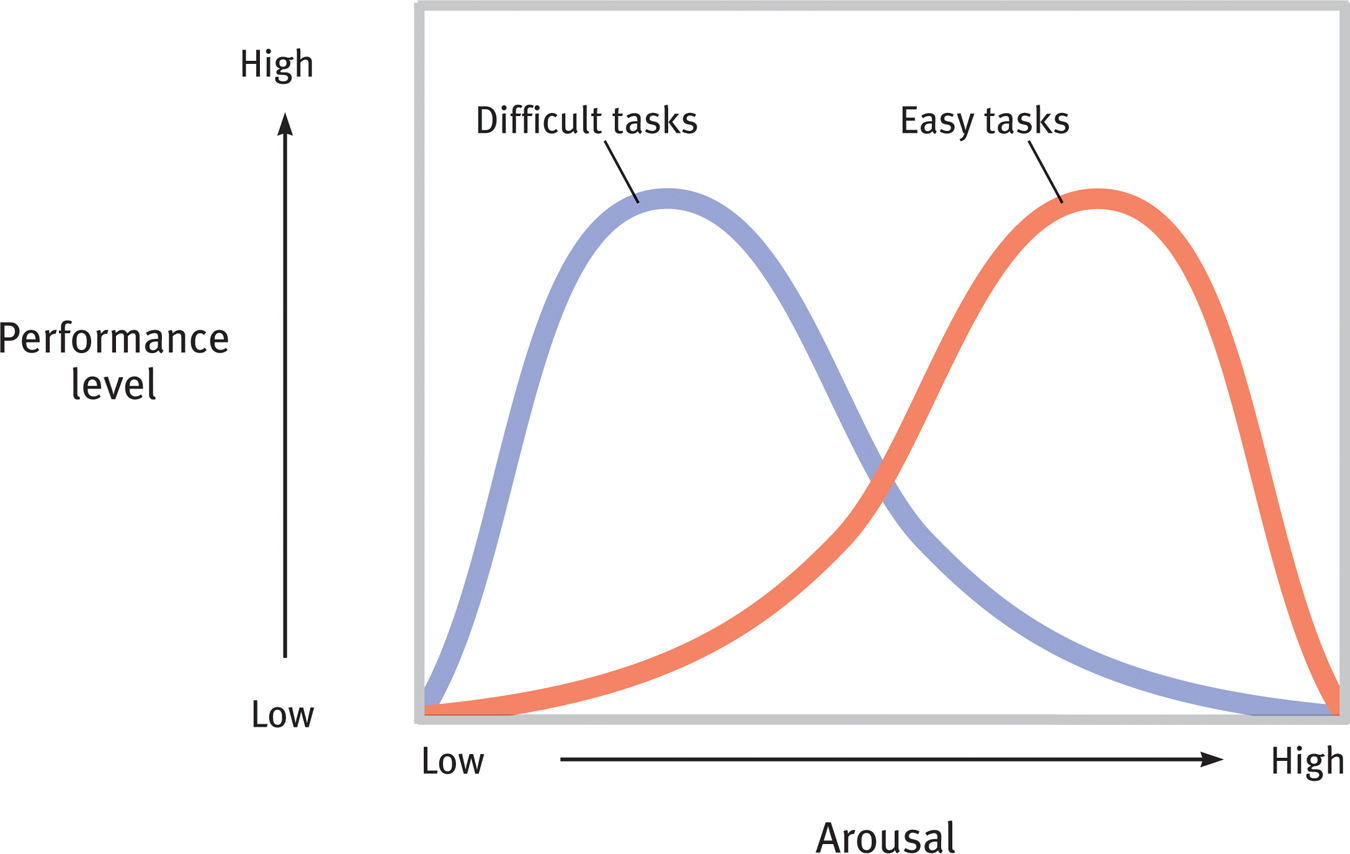 High
Difficult tasks
Easy tasks
Performance
level
Low
Low
High
Arousal